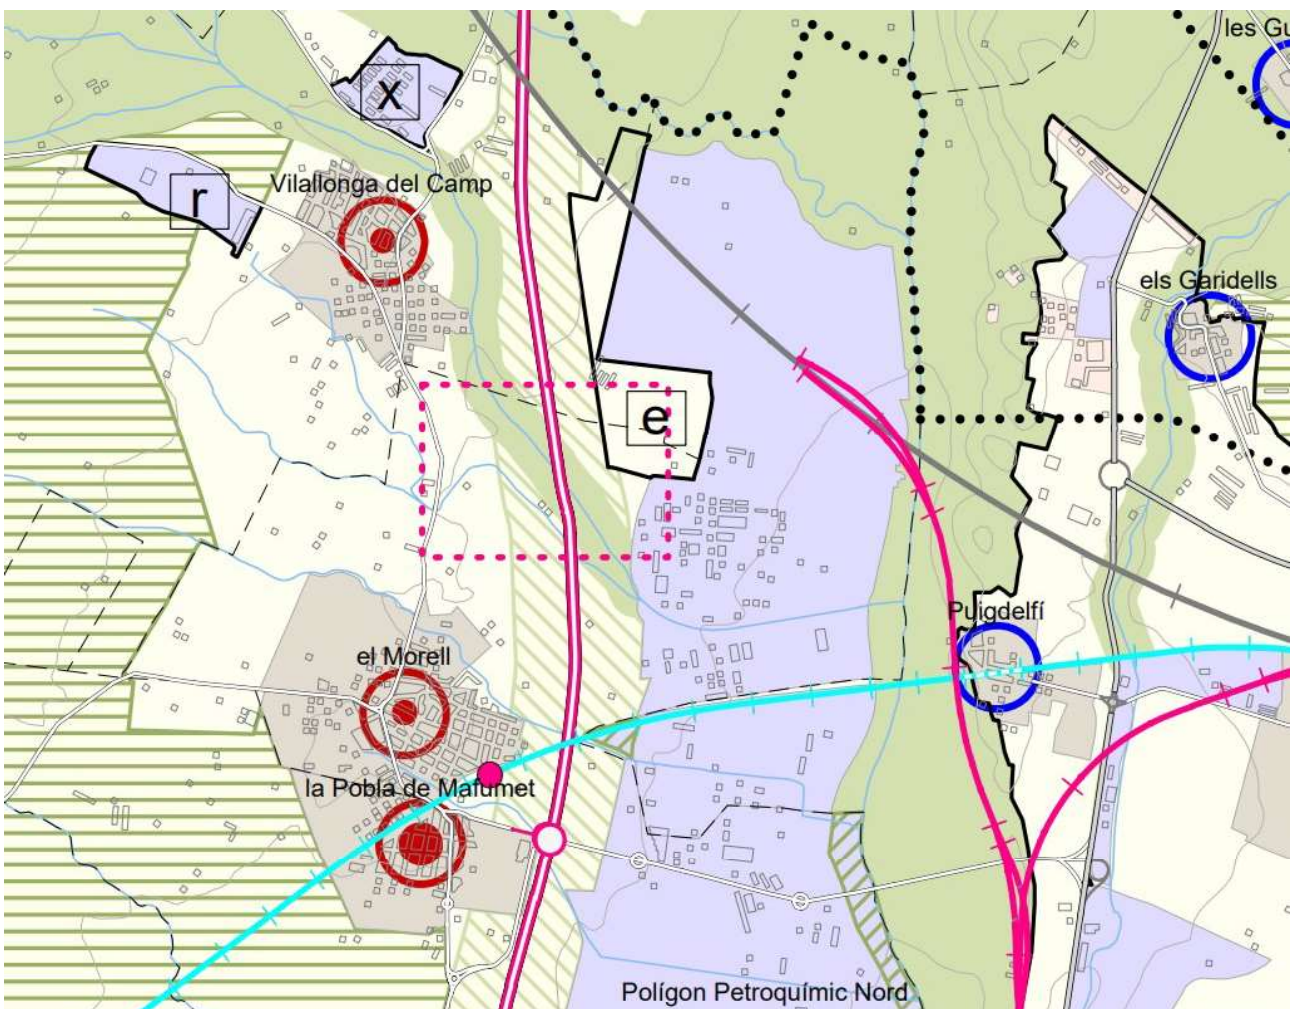 les Gu
x
r
Vilallonga del Camp
els Garidells
e
Puigdelfí
el Morell
la Pobla de Mafumet
Polígon Petroquímic Nord